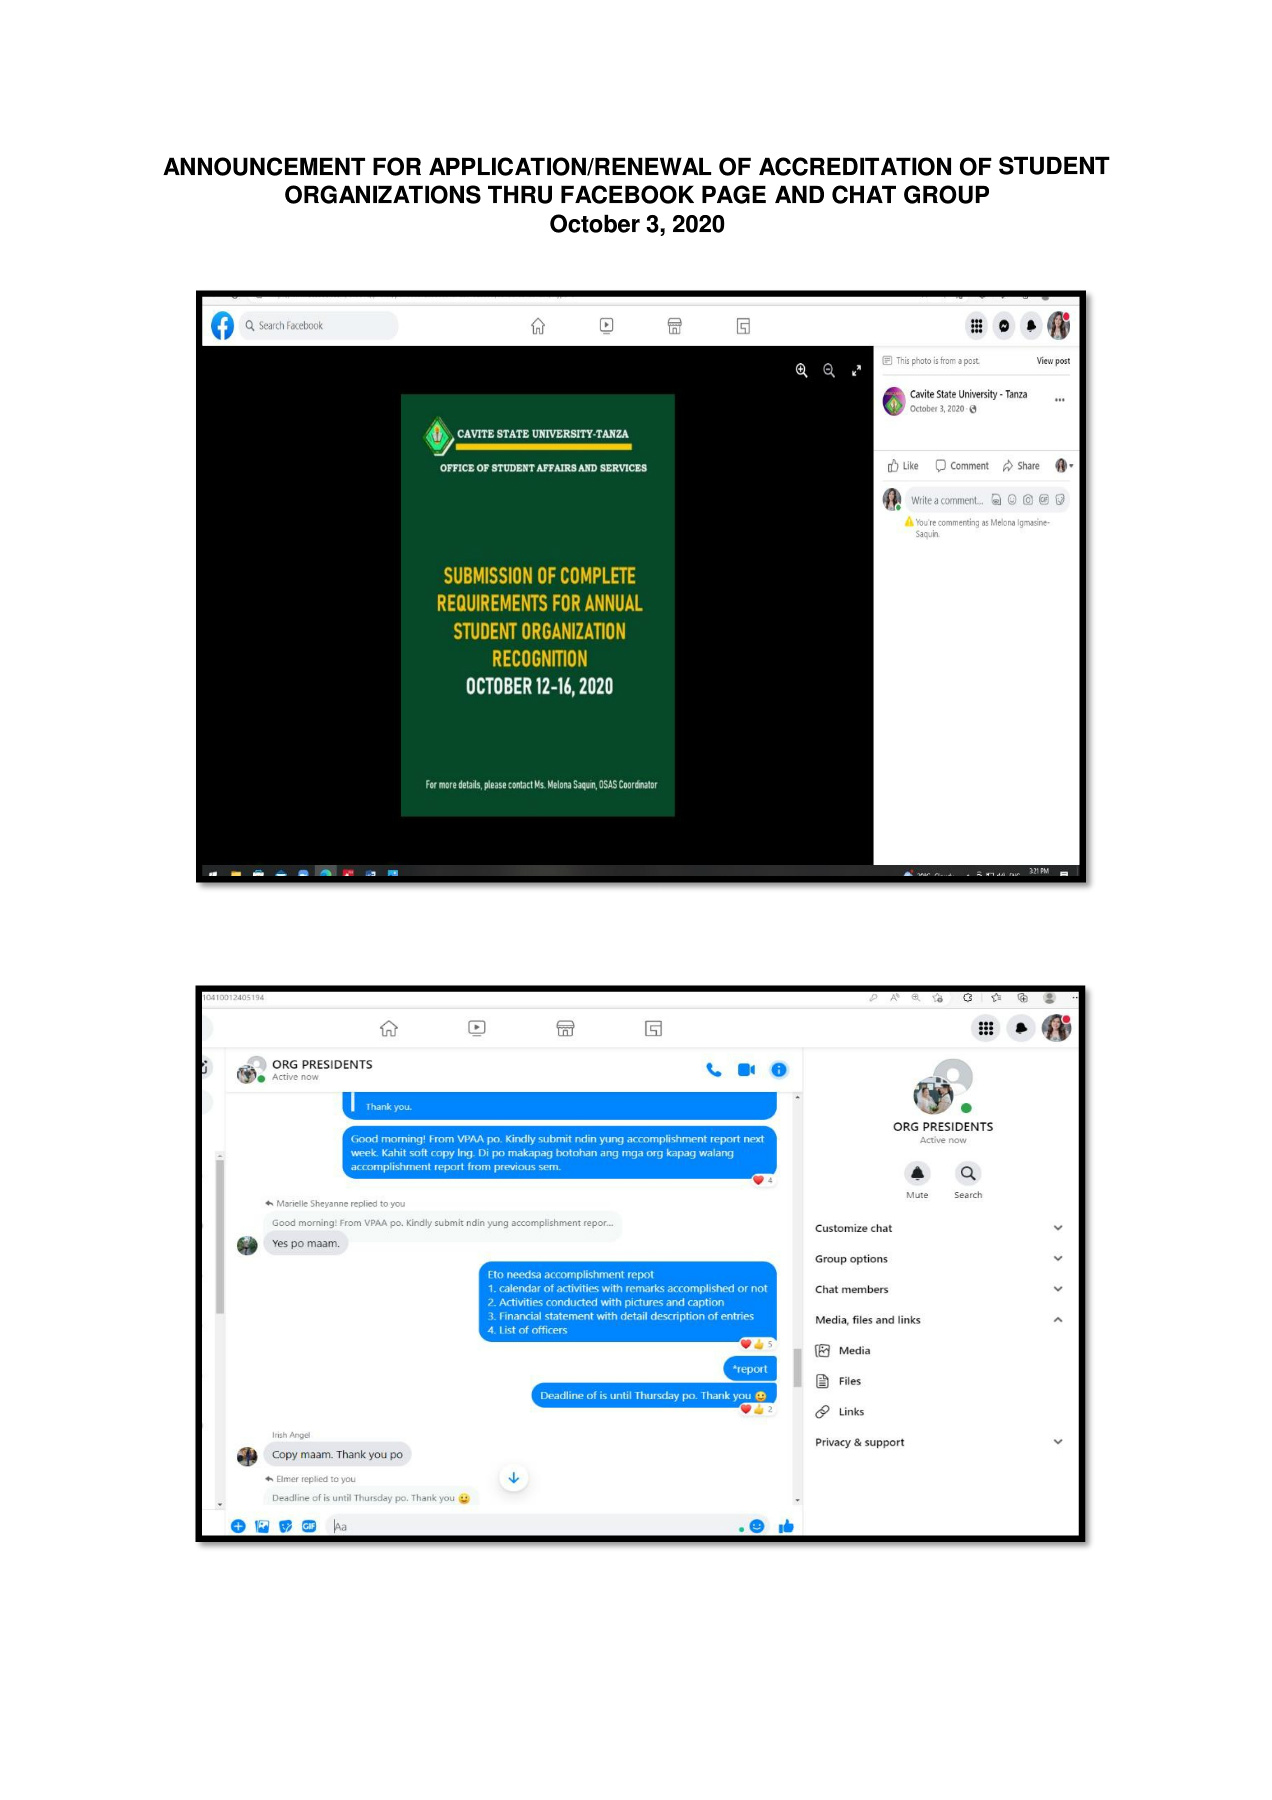 ANNOUNCEMENT FOR APPLICATION/RENEWAL OF ACCREDITATION OF STUDENT
ORGANIZATIONS THRU FACEBOOK PAGE AND CHAT GROUP
October 3, 2020
Search Facebook
This photo is from a post.
View post
Cavite State University - Tanza
October 3, 2020
Like
Comment
Share
Write a comment...
You're commenting as Melona Igmasine-
Saquin.
CAVITE STATE UNIVERSITY-TANZA
OFFICE OF STUDENT AFFAIRS AND SERVICES
SUBMISSION OF COMPLETE
REQUIREMENTS FOR ANNUAL
STUDENT ORGANIZATION
RECOGNITION
OCTOBER 12-16, 2020
For more details, please contact Ms. Melona Saquin, OSAS Coordinator
3:21 PM
10410012405194
ORG PRESIDENTS
Active now
Thank you.
Good morning! From VPAA po. Kindly submit ndin yung accomplishment report next
week. Kahit soft copy lng. Di po makapag botohan ang mga org kapag walang
accomplishment report from previous sem.
4
Marielle Sheyanne replied to you
Good morning! From VPAA po. Kindly submit ndin yung accomplishment repor...
Yes po maam.
Eto needsa accomplishment repot
1. calendar of activities with remarks accomplished or not
2. Activities conducted with pictures and caption
3. Financial statement with detail description of entries
4. List of officers
5
*report
Deadline of is until Thursday po. Thank you
2
Irish Angel
Copy maam. Thank you po
Elmer replied to you
Deadline of is until Thursday po. Thank you
GIF
Aa
ORG PRESIDENTS
Active now
Mute
Search
Customize chat
Group options
Chat members
Media, files and links
Media
Files
Links
Privacy & support